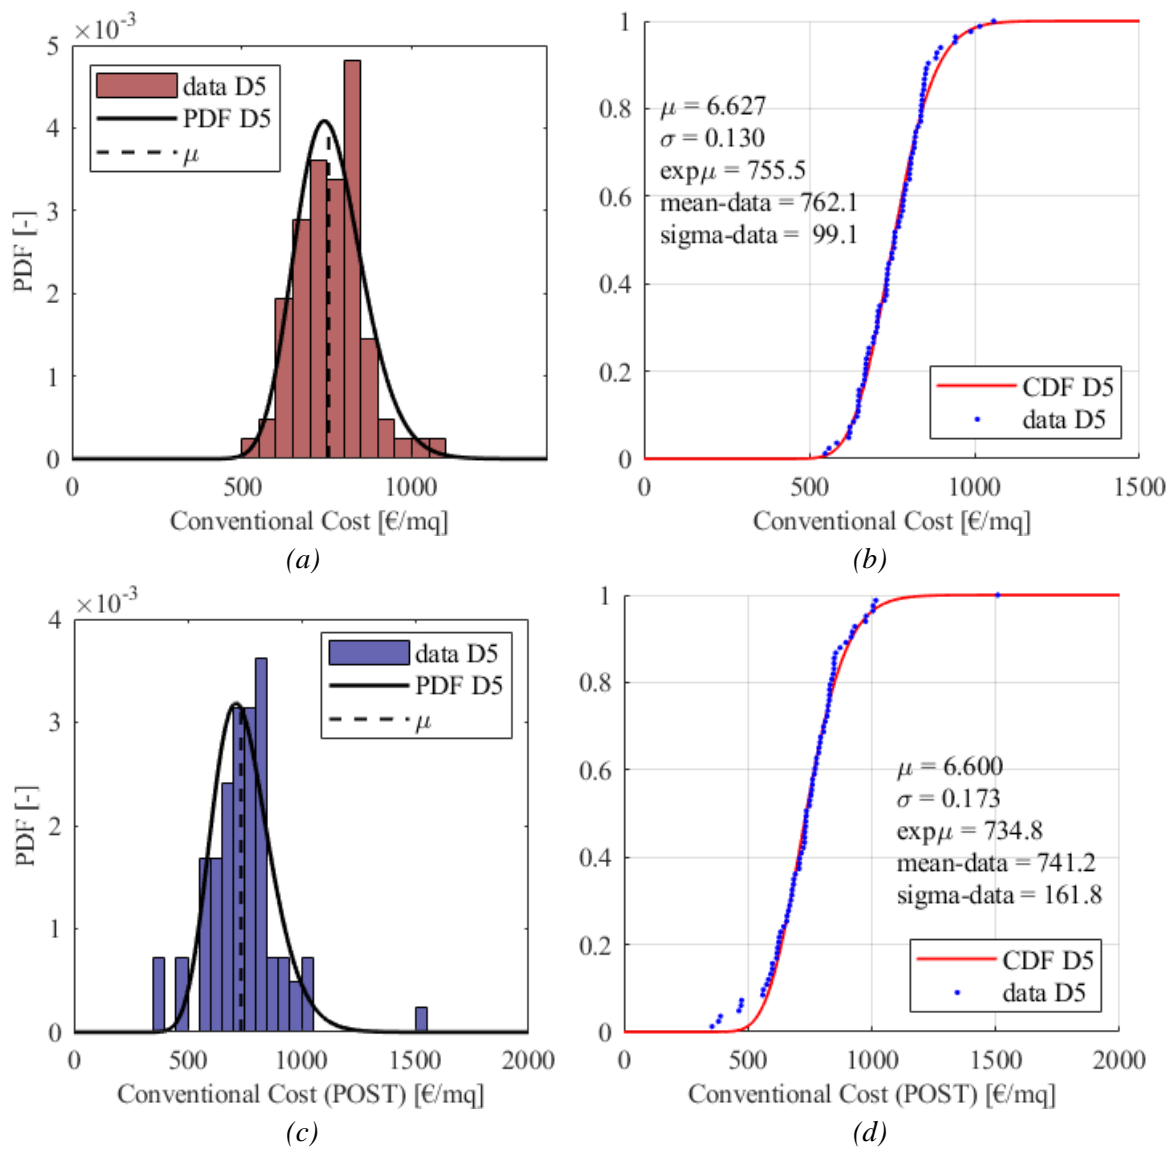 ×10⁻³
5
4
3
2
1
0
PDF [-]
data D5
PDF D5
μ
0
500
1000
Conventional Cost [€/mq]
(a)
1
0.8
0.6
0.4
0.2
0
μ = 6.627
σ = 0.130
expμ = 755.5
mean-data = 762.1
sigma-data = 99.1
CDF D5
data D5
0
500
1000
1500
Conventional Cost [€/mq]
(b)
×10⁻³
4
3
2
1
0
PDF [-]
data D5
PDF D5
μ
0
500
1000
1500
2000
Conventional Cost (POST) [€/mq]
(c)
1
0.8
0.6
0.4
0.2
0
μ = 6.600
σ = 0.173
expμ = 734.8
mean-data = 741.2
sigma-data = 161.8
CDF D5
data D5
0
500
1000
1500
2000
Conventional Cost (POST) [€/mq]
(d)